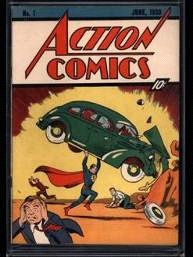 No. 1
JUNE, 1938
ACTION
COMICS
10¢